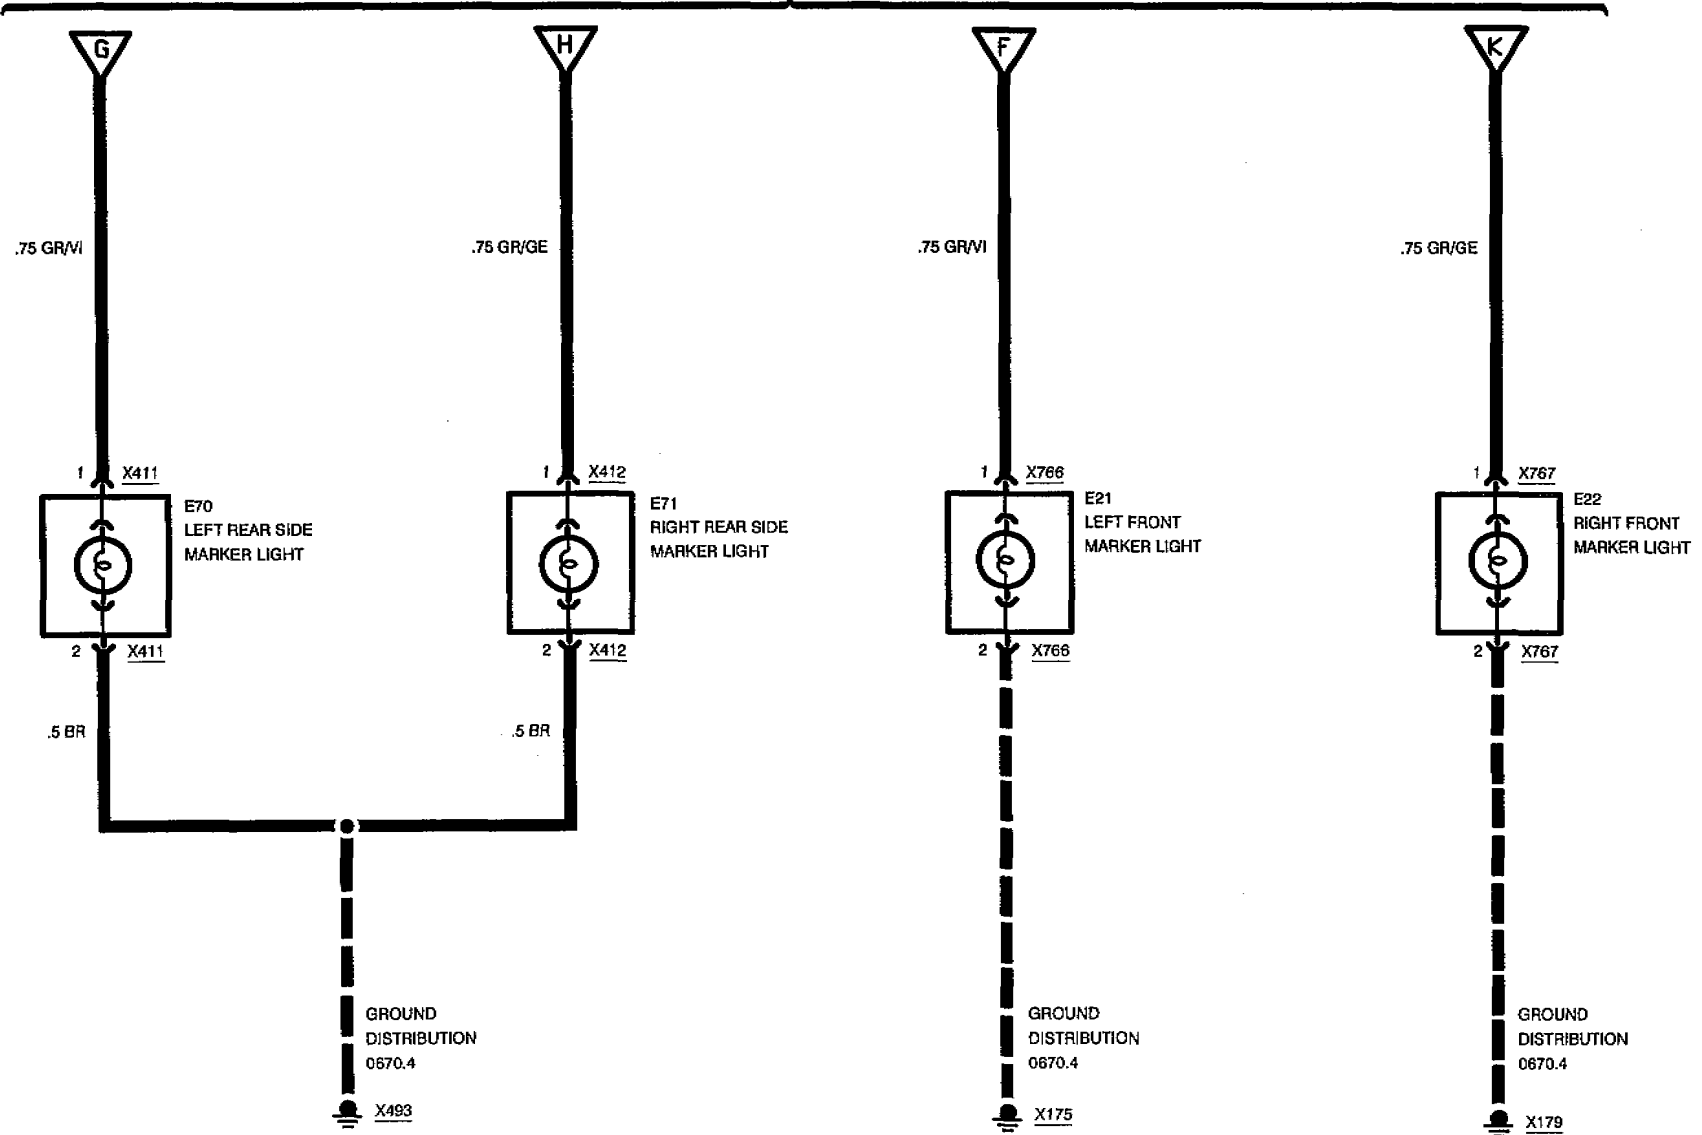 G
H
F
K
.75 GR/VI
.75 GR/GE
.75 GR/VI
.75 GR/GE
1 X411
1 X412
1 X766
1 X767
E70
LEFT REAR SIDE
MARKER LIGHT
E71
RIGHT REAR SIDE
MARKER LIGHT
E21
LEFT FRONT
MARKER LIGHT
E22
RIGHT FRONT
MARKER LIGHT
2 X411
2 X412
2 X766
2 X767
.5 BR
.5 BR
GROUND
DISTRIBUTION
0670.4
GROUND
DISTRIBUTION
0670.4
GROUND
DISTRIBUTION
0670.4
X493
X175
X179